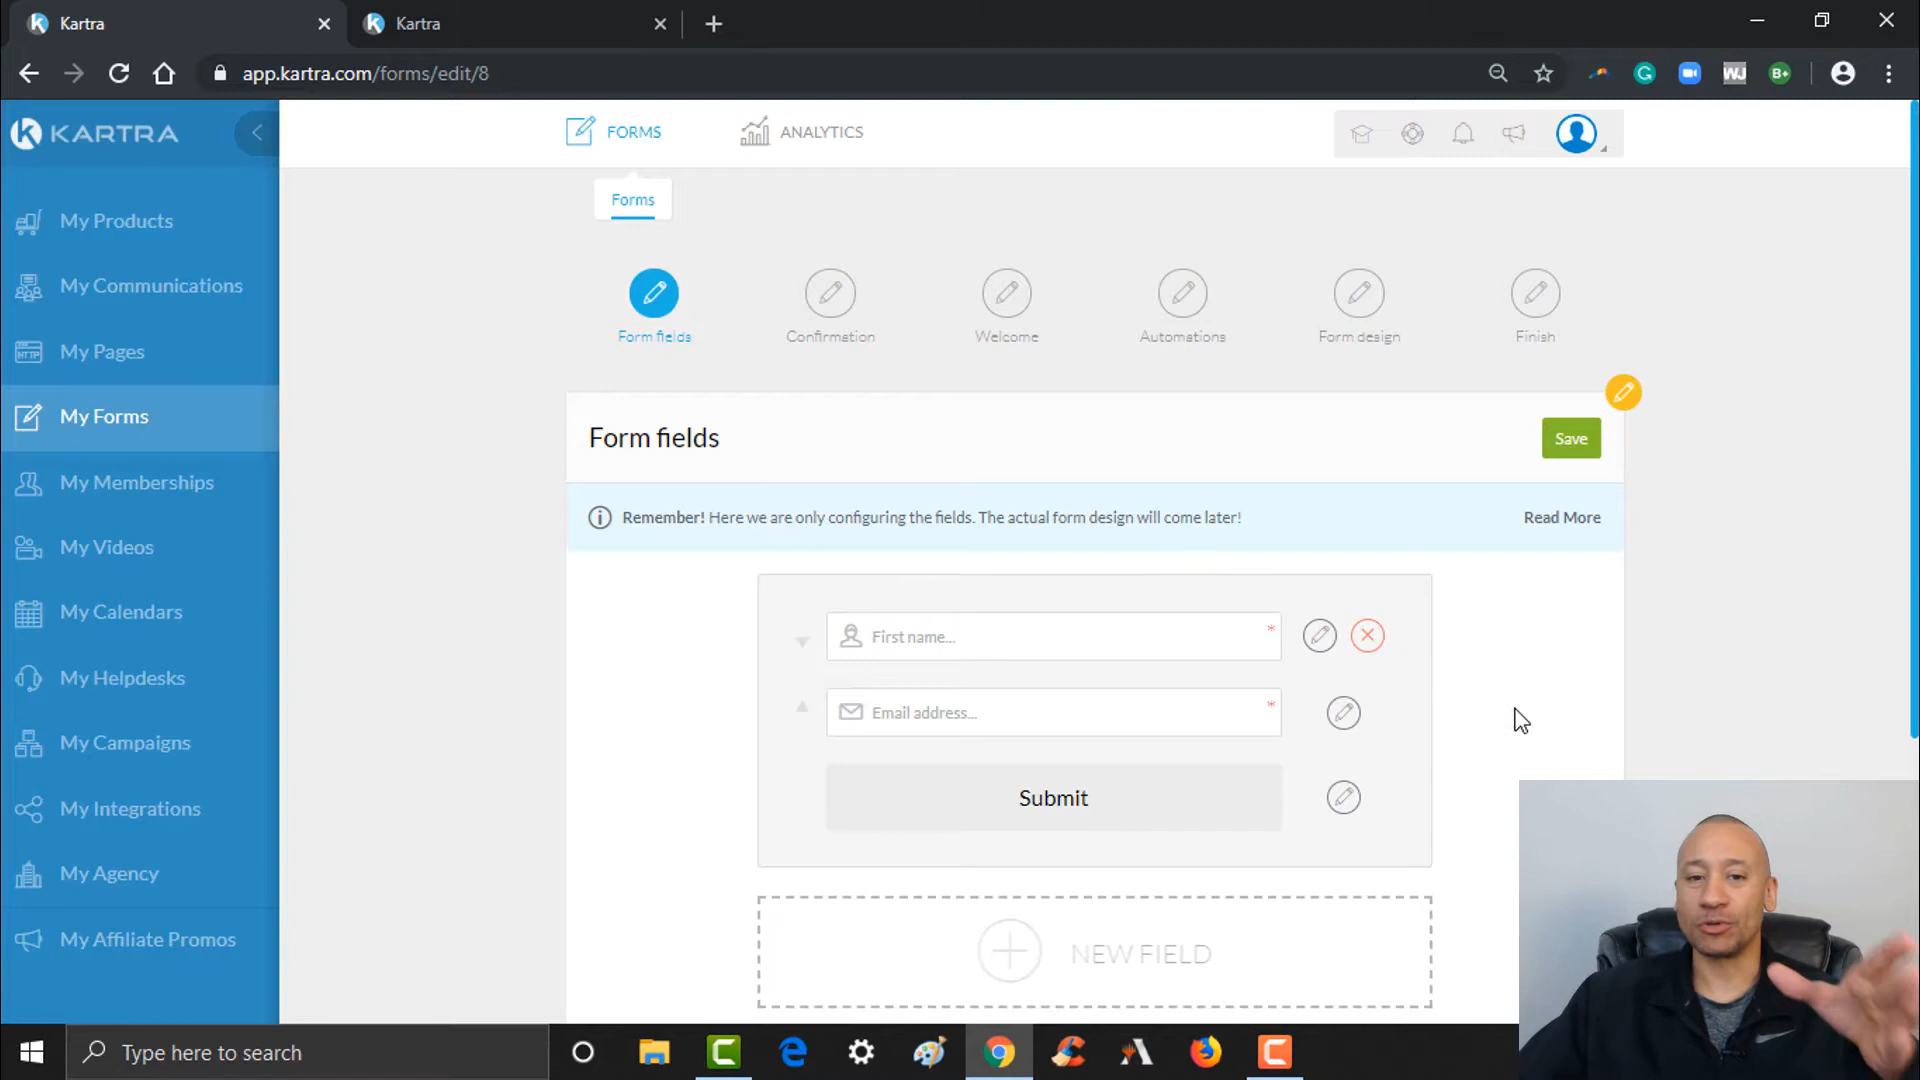 Kartra
Kartra
app.kartra.com/forms/edit/8
WJ
B+
KARTRA
FORMS
ANALYTICS
Forms
My Products
My Communications
My Pages
My Forms
My Memberships
My Videos
My Calendars
My Helpdesks
My Campaigns
My Integrations
My Agency
My Affiliate Promos
HTTP
Form fields
Confirmation
Welcome
Automations
Form design
Finish
Form fields
Save
Remember! Here we are only configuring the fields. The actual form design will come later!
Read More
First name... *
Email address... *
Submit
NEW FIELD
Type here to search